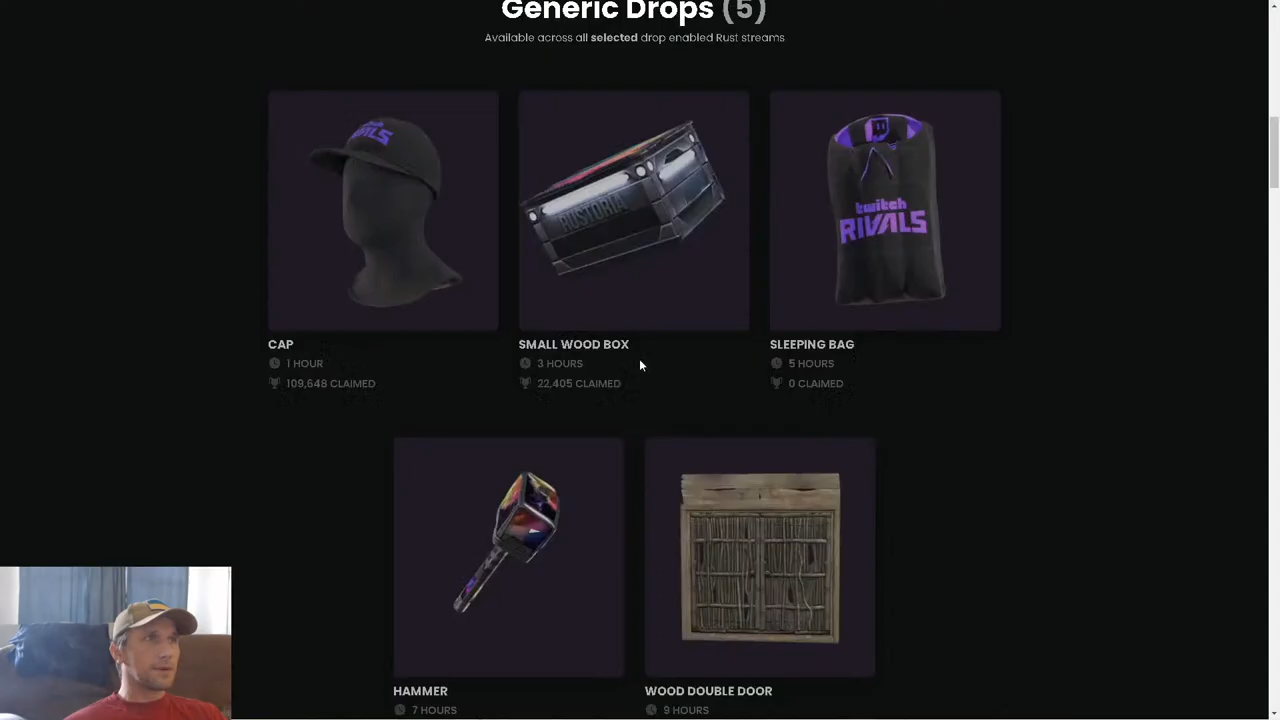 Generic Drops (5)
Available across all selected drop enabled Rust streams
RUSTORIA
twitch
RIVALS
CAP
1 HOUR
109,648 CLAIMED
SMALL WOOD BOX
3 HOURS
22,405 CLAIMED
SLEEPING BAG
5 HOURS
0 CLAIMED
HAMMER
7 HOURS
WOOD DOUBLE DOOR
9 HOURS